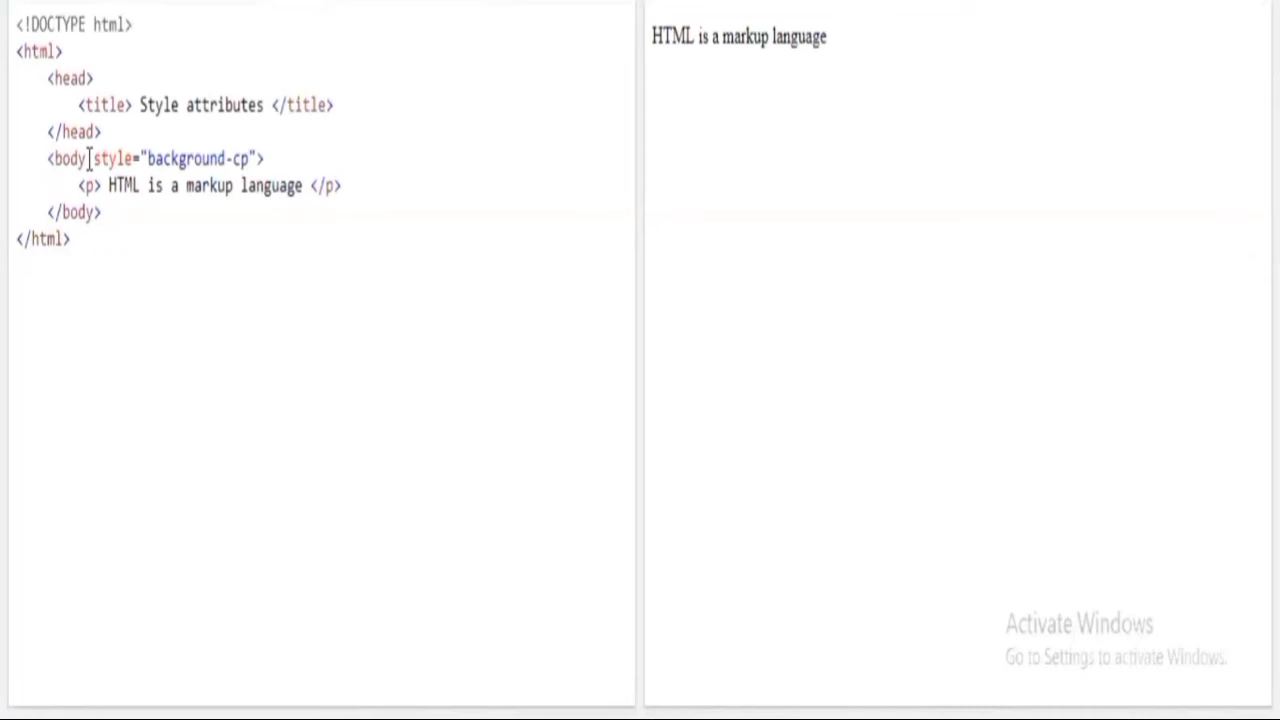 <!DOCTYPE html>
<html>
<head>
<title> Style attributes </title>
</head>
<body style="background-cp">
<p> HTML is a markup language </p>
</body>
</html>
HTML is a markup language
Activate Windows
Go to Settings to activate Windows.